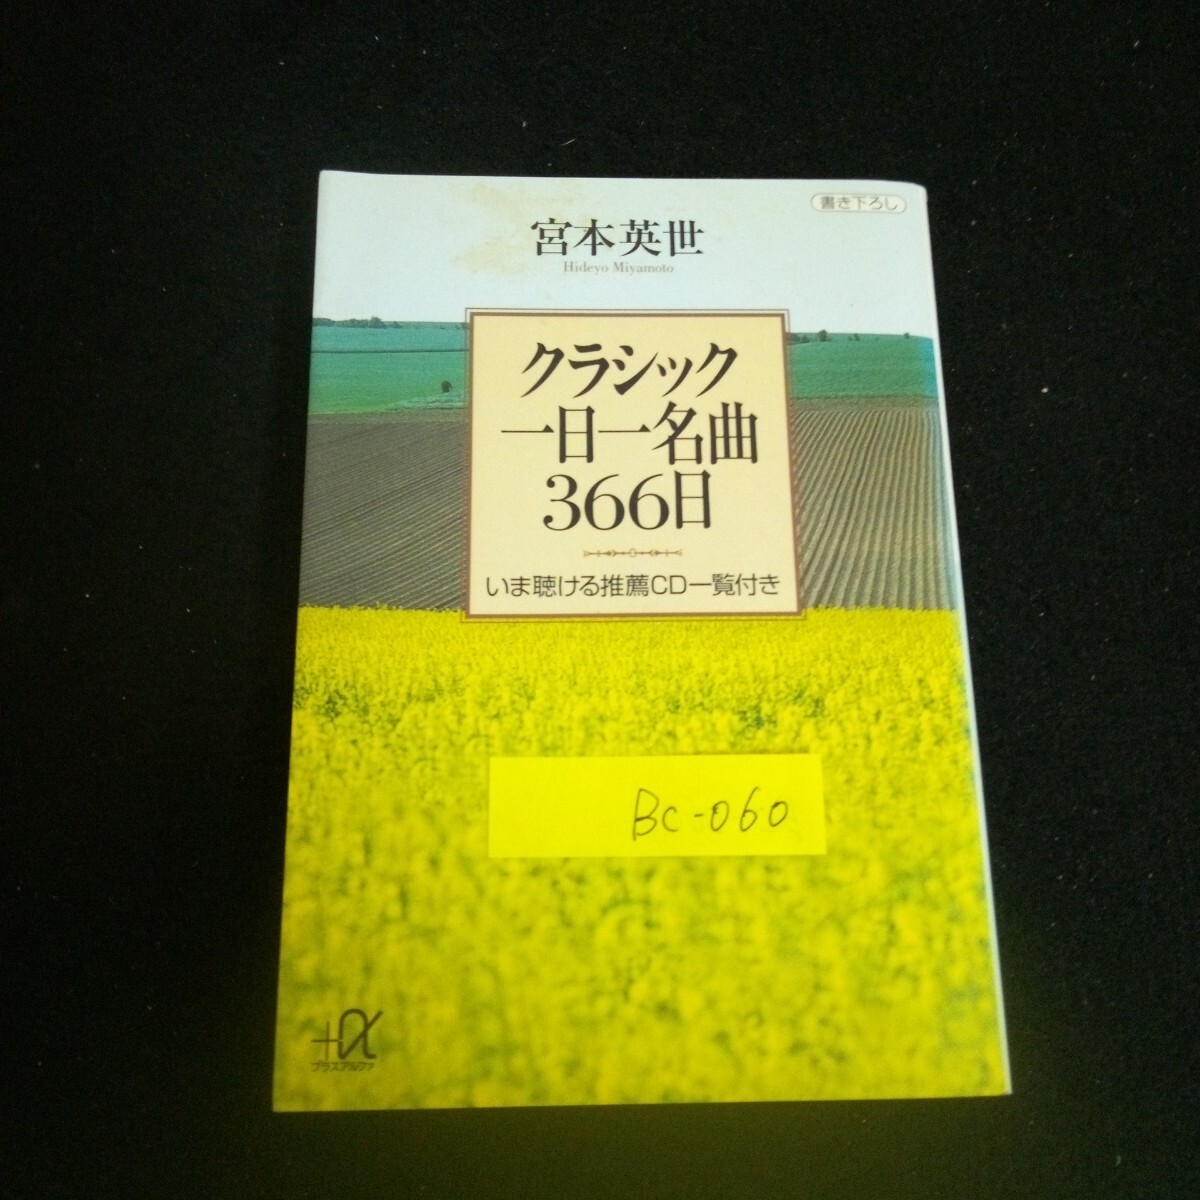 書き下ろし
宮本英世
Hideyo Miyamoto
クラシック
一日一名曲
366日
いま聴ける推薦CD一覧付き
BC-060
+α
プラスアルファ